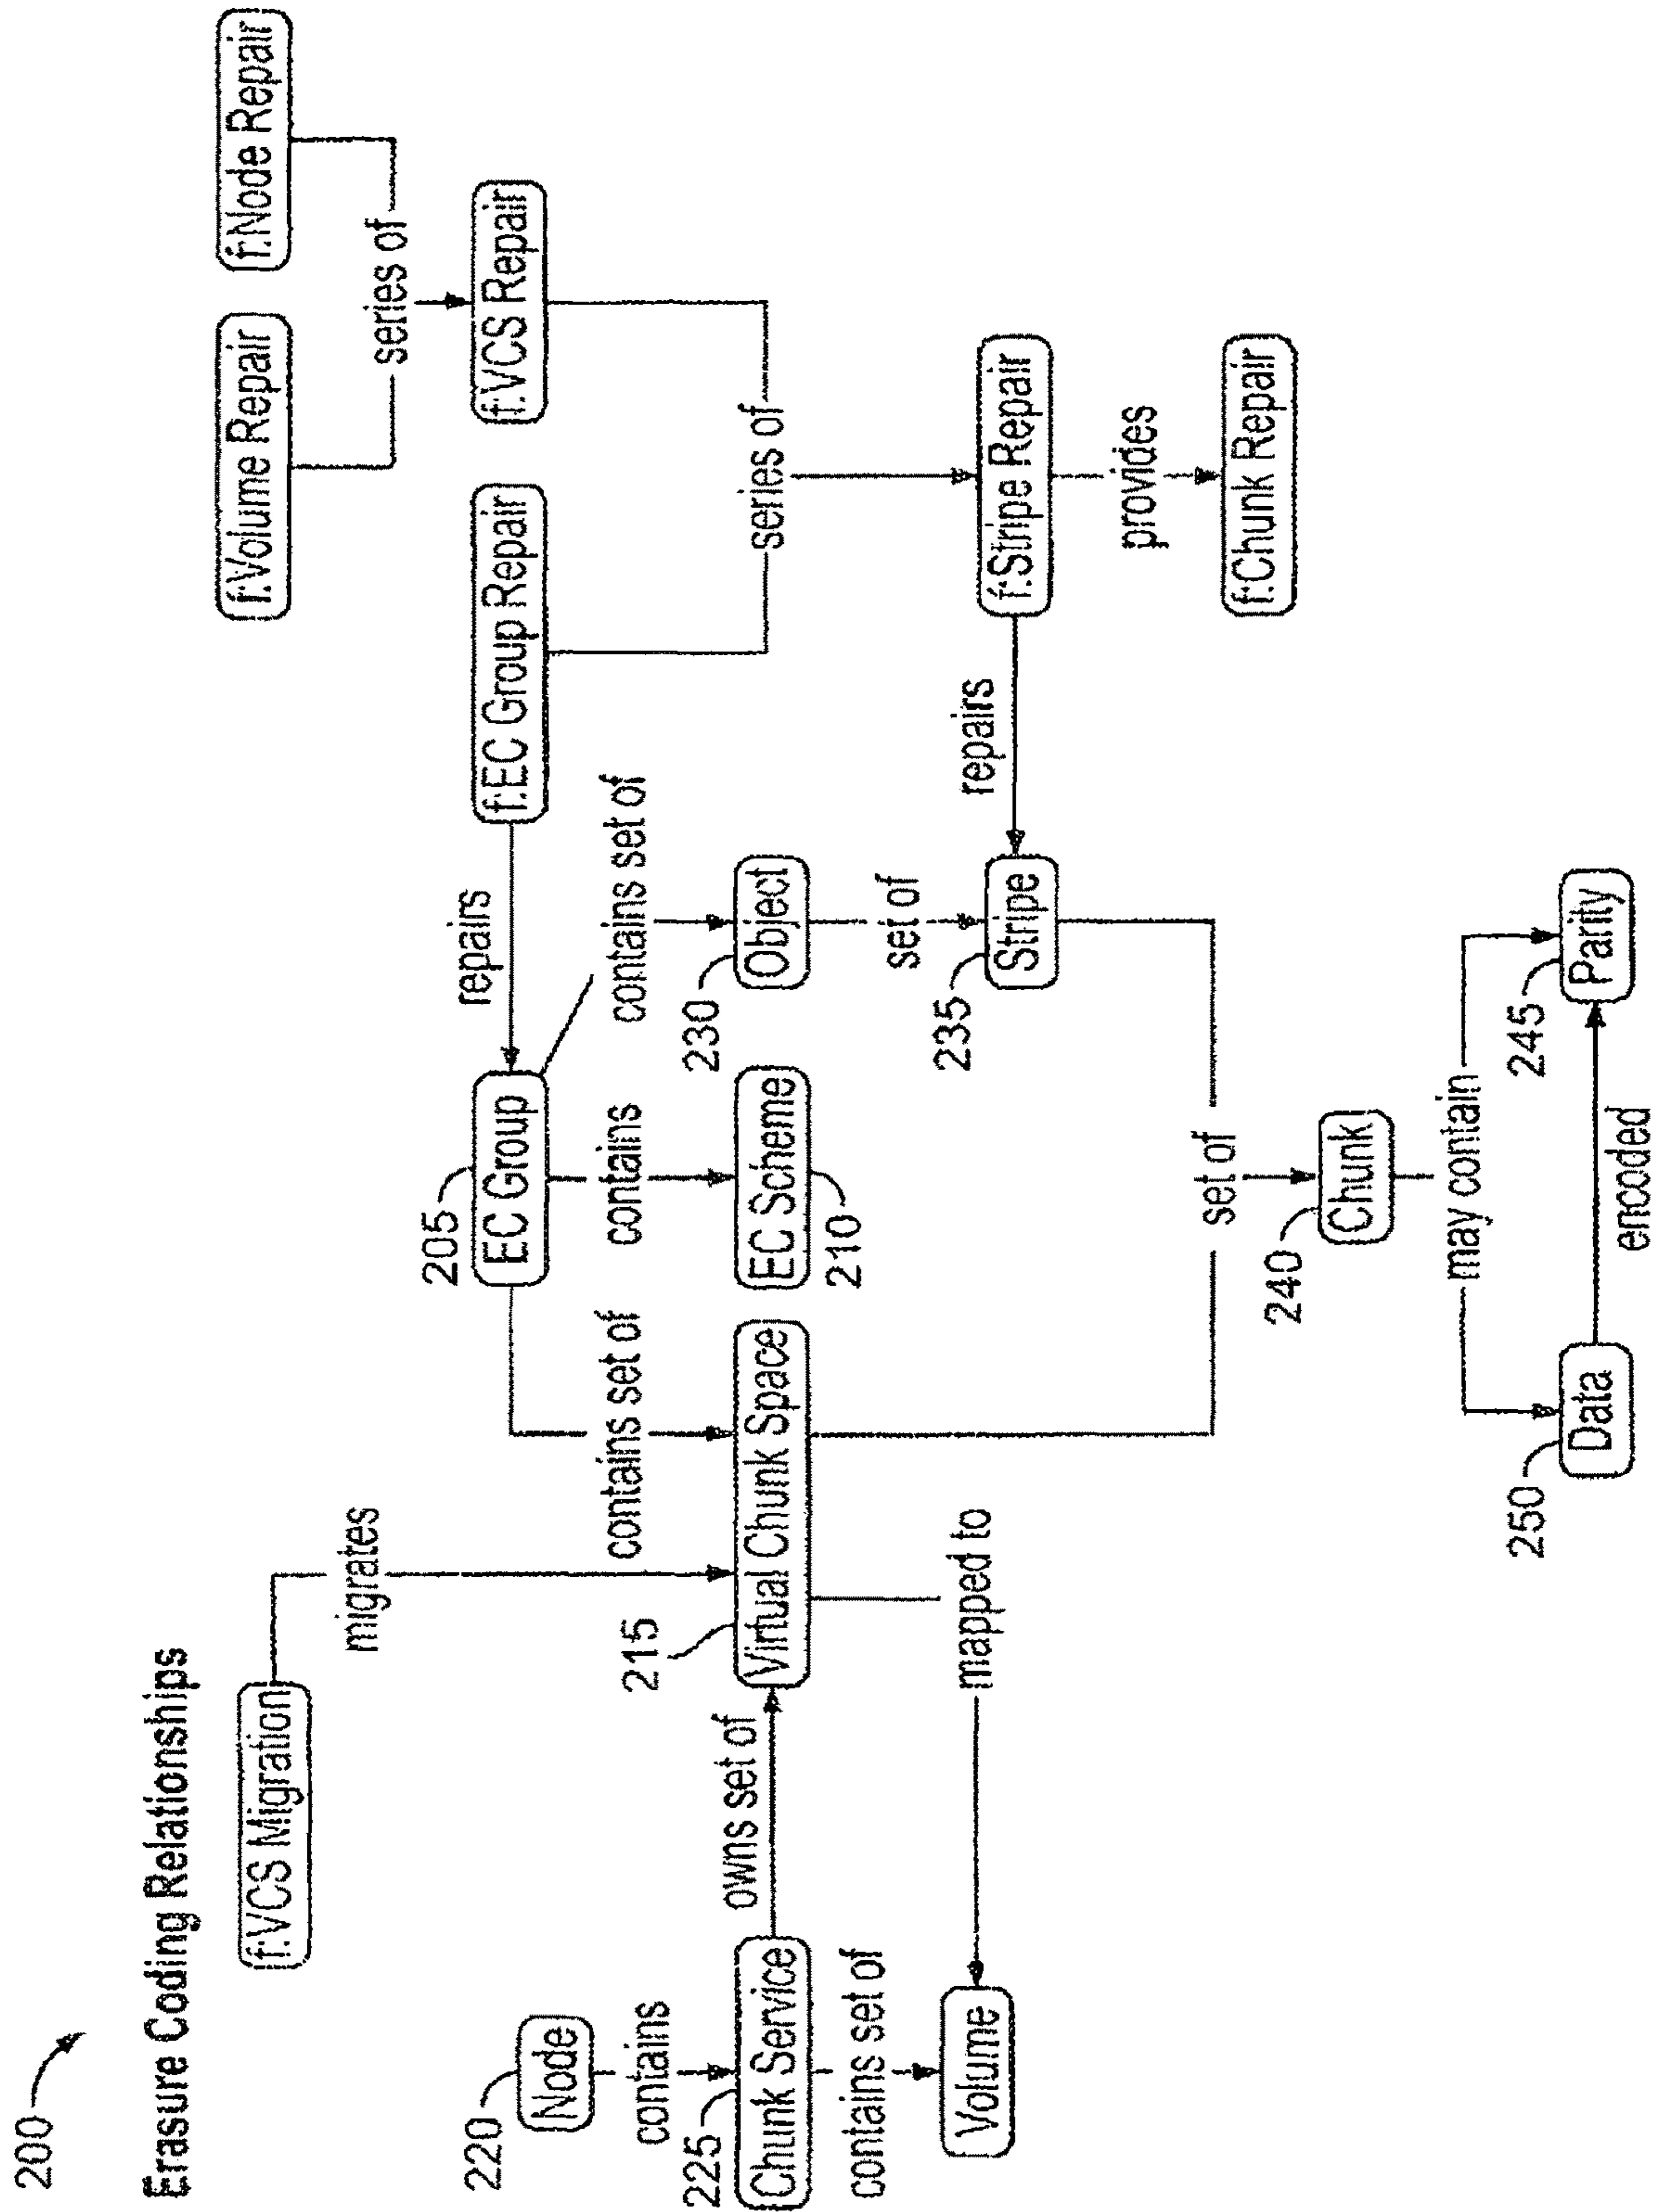 200
Erasure Coding Relationships
f:VCS Migration
migrates
f:Volume Repair
f:Node Repair
series of
220
Node
contains
205
EC Group
repairs
f:EC Group Repair
f:VCS Repair
contains set of
contains
contains set of
series of
225
Chunk Service
owns set of
215
Virtual Chunk Space
EC Scheme
210
230
Object
contains set of
set of
Volume
mapped to
235
Stripe
repairs
f:Stripe Repair
provides
f:Chunk Repair
set of
240
Chunk
may contain
250
Data
encoded
245
Parity